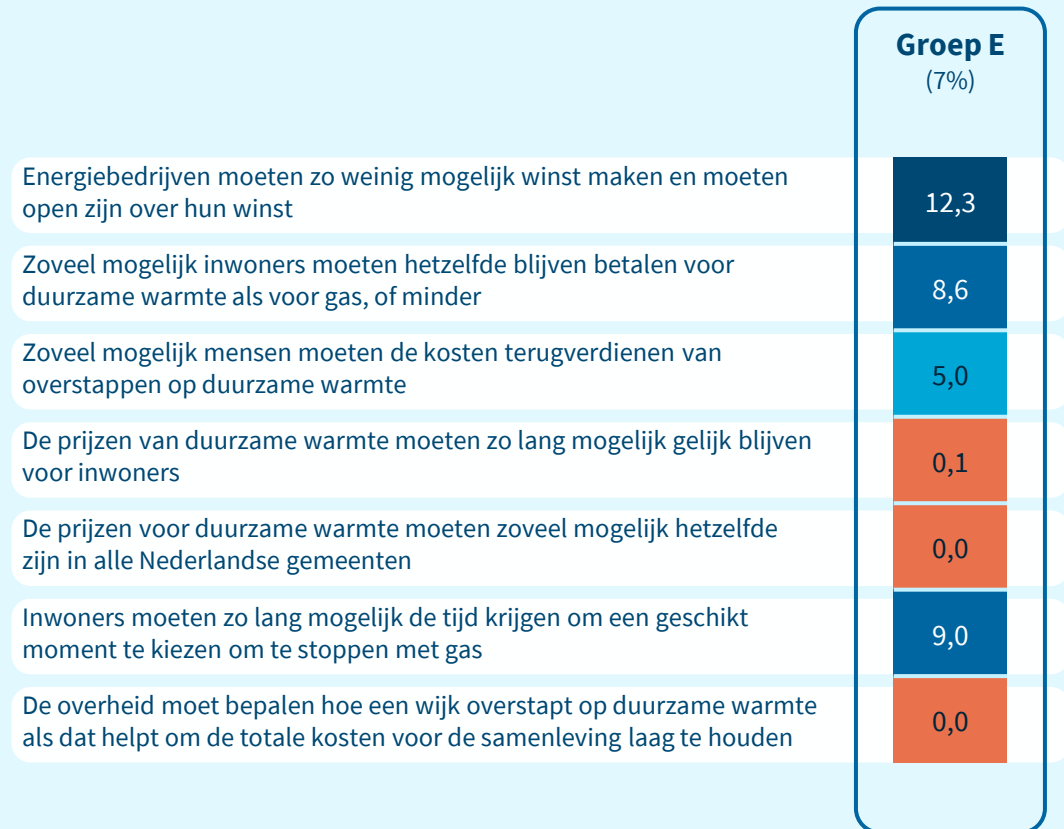 Groep E
(7%)
Energiebedrijven moeten zo weinig mogelijk winst maken en moeten
open zijn over hun winst
12,3
Zoveel mogelijk inwoners moeten hetzelfde blijven betalen voor
duurzame warmte als voor gas, of minder
8,6
Zoveel mogelijk mensen moeten de kosten terugverdienen van
overstappen op duurzame warmte
5,0
De prijzen van duurzame warmte moeten zo lang mogelijk gelijk blijven
voor inwoners
0,1
De prijzen voor duurzame warmte moeten zoveel mogelijk hetzelfde
zijn in alle Nederlandse gemeenten
0,0
Inwoners moeten zo lang mogelijk de tijd krijgen om een geschikt
moment te kiezen om te stoppen met gas
9,0
De overheid moet bepalen hoe een wijk overstapt op duurzame warmte
als dat helpt om de totale kosten voor de samenleving laag te houden
0,0